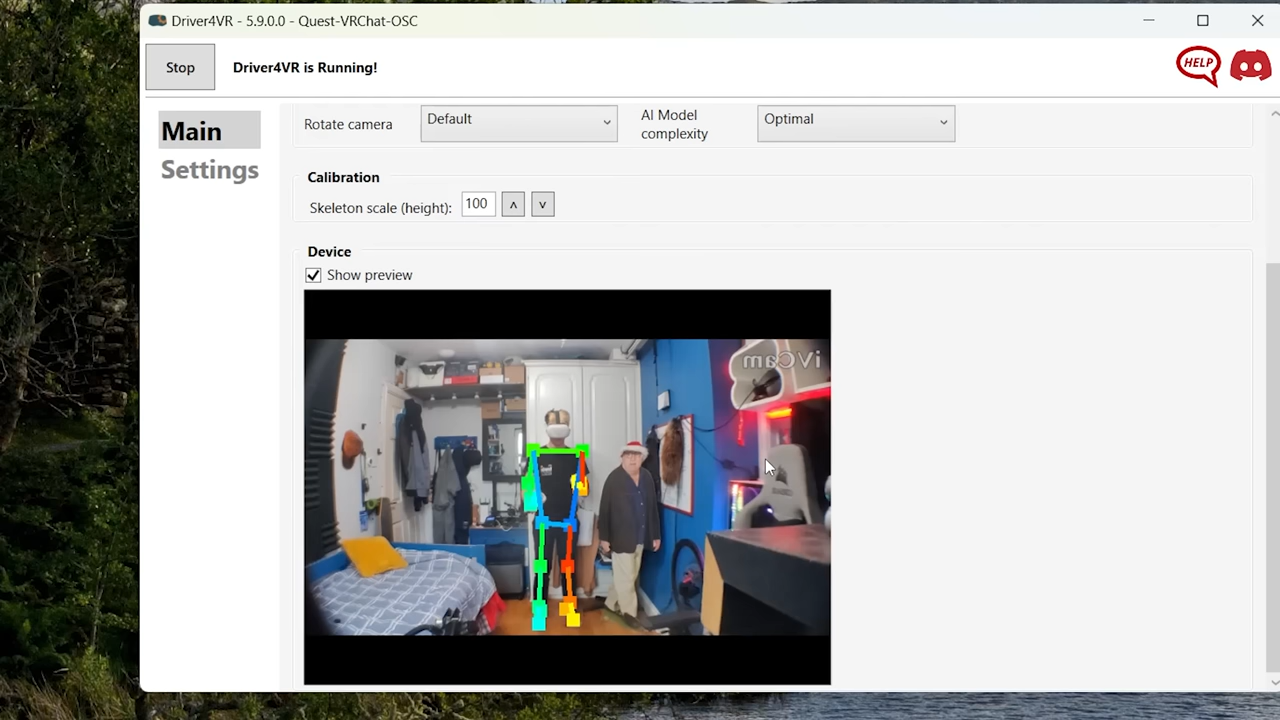 Driver4VR - 5.9.0.0 - Quest-VRChat-OSC
Stop
Driver4VR is Running!
HELP
Main
Settings
Rotate camera
Default
AI Model
complexity
Optimal
Calibration
Skeleton scale (height):
100
Device
Show preview
iVCam